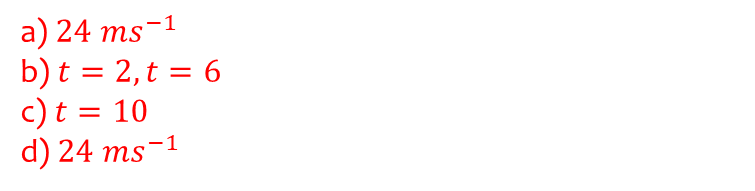 a) 24 ms⁻¹
b) t = 2, t = 6
c) t = 10
d) 24 ms⁻¹